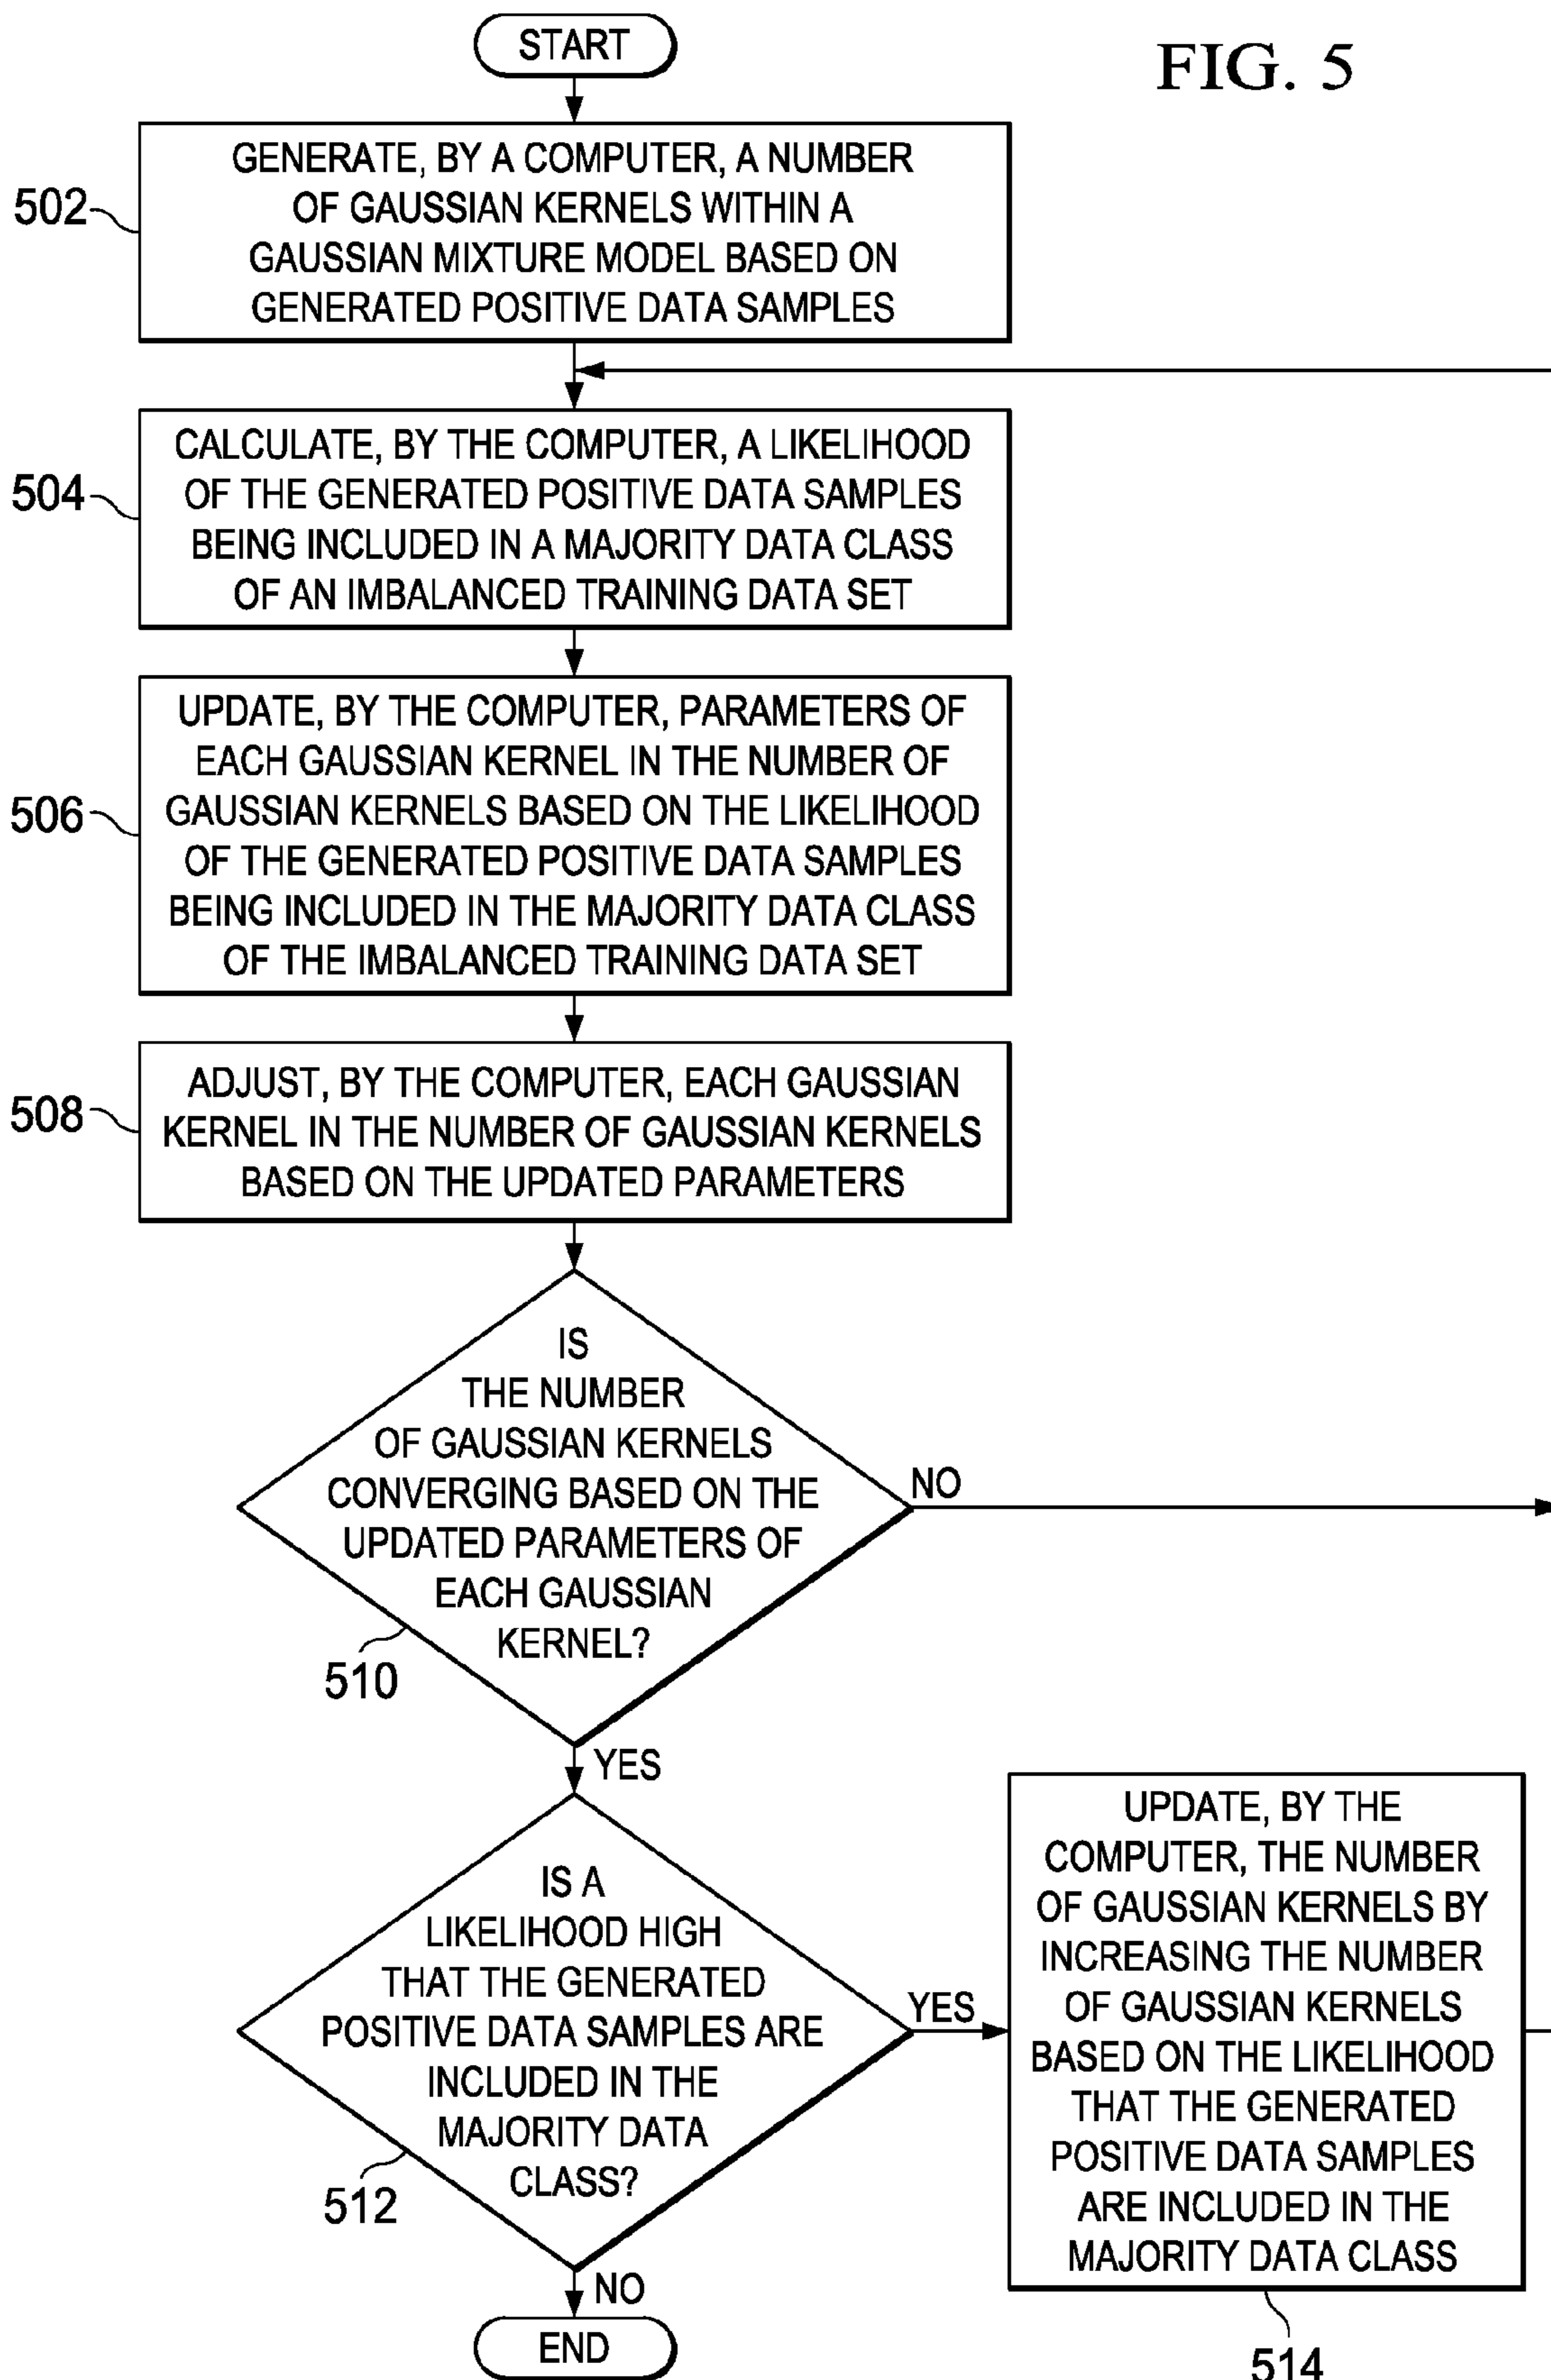 START
FIG. 5
GENERATE, BY A COMPUTER, A NUMBER
OF GAUSSIAN KERNELS WITHIN A
GAUSSIAN MIXTURE MODEL BASED ON
GENERATED POSITIVE DATA SAMPLES
502
CALCULATE, BY THE COMPUTER, A LIKELIHOOD
OF THE GENERATED POSITIVE DATA SAMPLES
BEING INCLUDED IN A MAJORITY DATA CLASS
OF AN IMBALANCED TRAINING DATA SET
504
UPDATE, BY THE COMPUTER, PARAMETERS OF
EACH GAUSSIAN KERNEL IN THE NUMBER OF
GAUSSIAN KERNELS BASED ON THE LIKELIHOOD
OF THE GENERATED POSITIVE DATA SAMPLES
BEING INCLUDED IN THE MAJORITY DATA CLASS
OF THE IMBALANCED TRAINING DATA SET
506
ADJUST, BY THE COMPUTER, EACH GAUSSIAN
KERNEL IN THE NUMBER OF GAUSSIAN KERNELS
BASED ON THE UPDATED PARAMETERS
508
IS
THE NUMBER
OF GAUSSIAN KERNELS
CONVERGING BASED ON THE
UPDATED PARAMETERS OF
EACH GAUSSIAN
KERNEL?
NO
510
YES
IS A
LIKELIHOOD HIGH
THAT THE GENERATED
POSITIVE DATA SAMPLES ARE
INCLUDED IN THE
MAJORITY DATA
CLASS?
YES
512
NO
UPDATE, BY THE
COMPUTER, THE NUMBER
OF GAUSSIAN KERNELS BY
INCREASING THE NUMBER
OF GAUSSIAN KERNELS
BASED ON THE LIKELIHOOD
THAT THE GENERATED
POSITIVE DATA SAMPLES
ARE INCLUDED IN THE
MAJORITY DATA CLASS
514
END